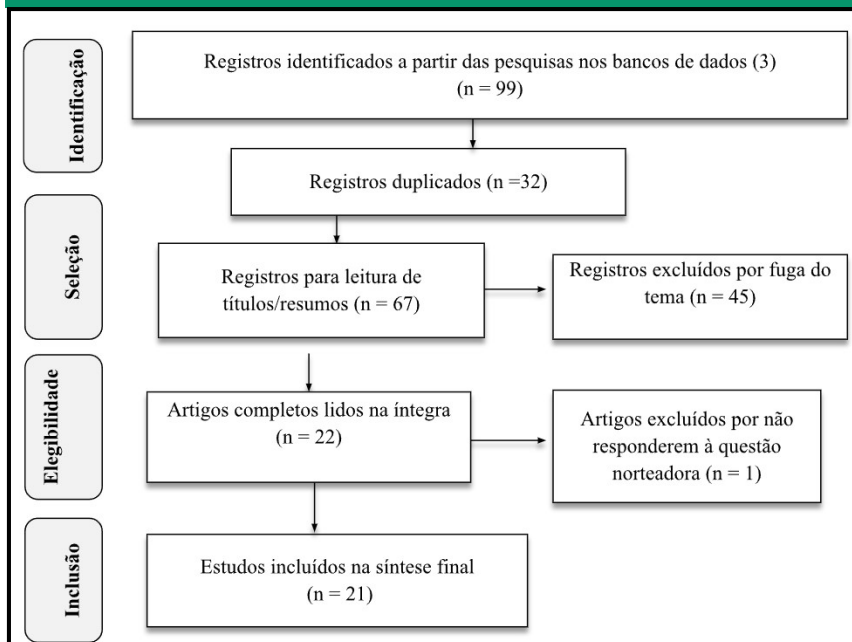 Identificação
Registros identificados a partir das pesquisas nos bancos de dados (3)
(n = 99)
Registros duplicados (n =32)
Seleção
Registros para leitura de
títulos/resumos (n = 67)
Registros excluídos por fuga do
tema (n = 45)
Elegibilidade
Artigos completos lidos na íntegra
(n = 22)
Artigos excluídos por não
responderem à questão
norteadora (n = 1)
Inclusão
Estudos incluídos na síntese final
(n = 21)